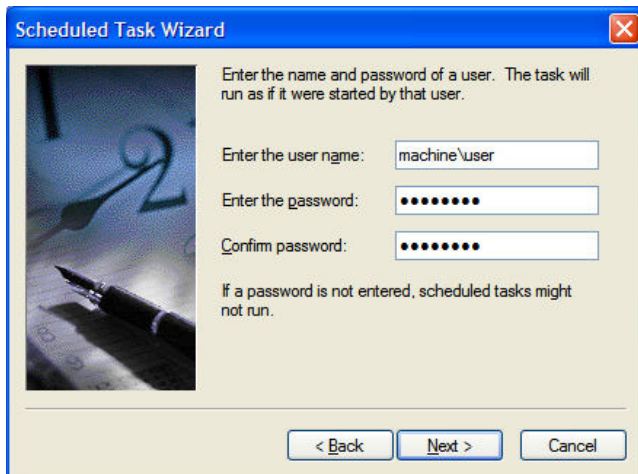 Scheduled Task Wizard
Enter the name and password of a user. The task will
run as if it were started by that user.
Enter the user name: machine\user
Enter the password: ●●●●●●●●
Confirm password: ●●●●●●●●
If a password is not entered, scheduled tasks might
not run.
< Back Next > Cancel
2